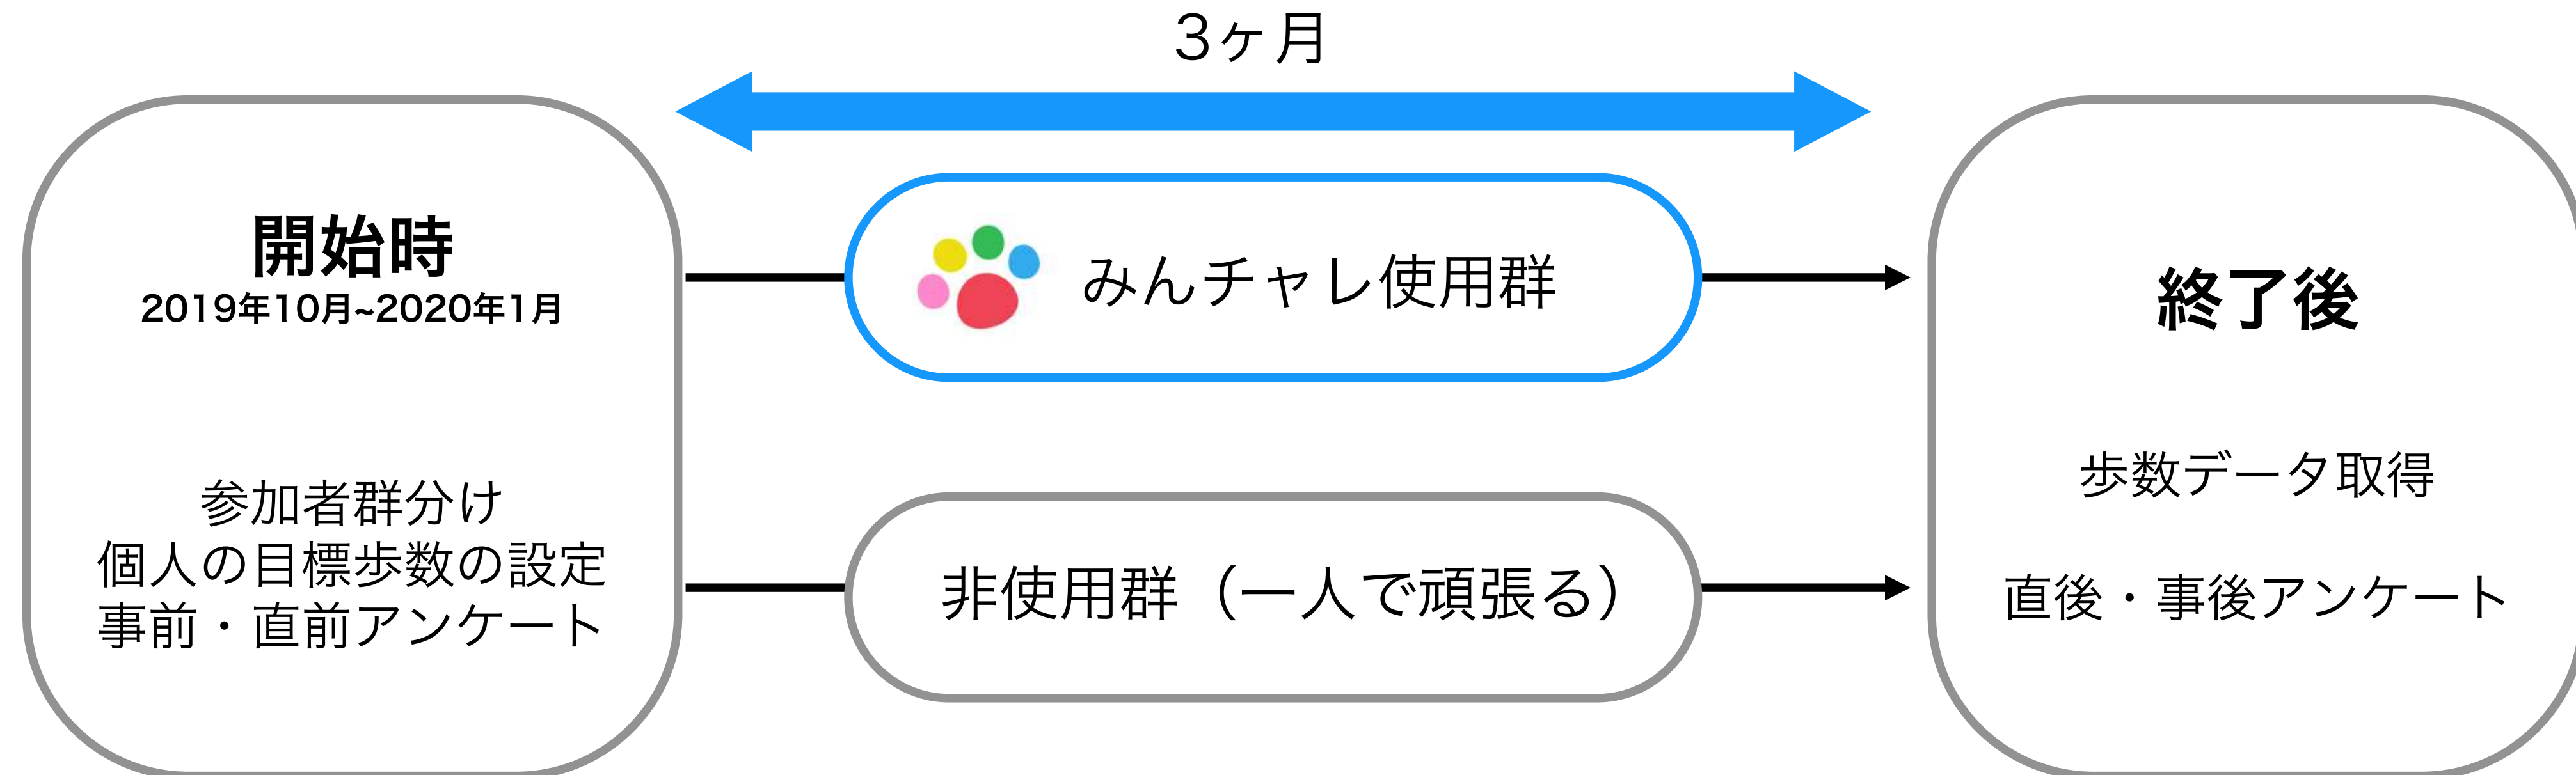 3ヶ月
開始時
2019年10月~2020年1月
参加者群分け
個人の目標歩数の設定
事前・直前アンケート
みんチャレ使用群
非使用群（一人で頑張る）
終了後
歩数データ取得
直後・事後アンケート